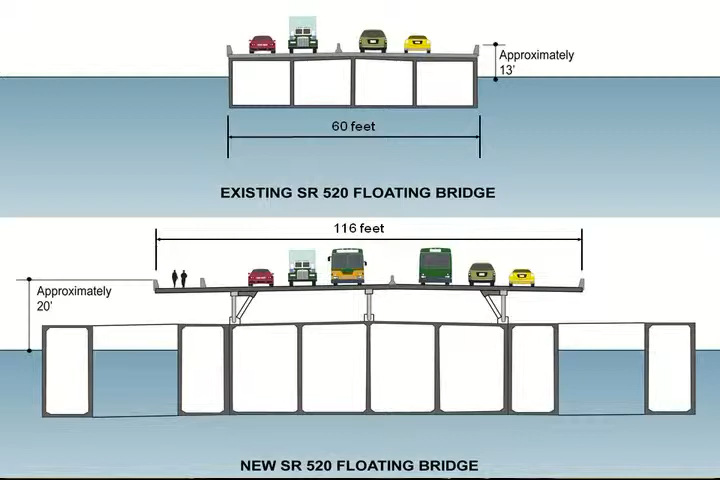 Approximately
13'
60 feet
EXISTING SR 520 FLOATING BRIDGE
116 feet
Approximately
20'
NEW SR 520 FLOATING BRIDGE